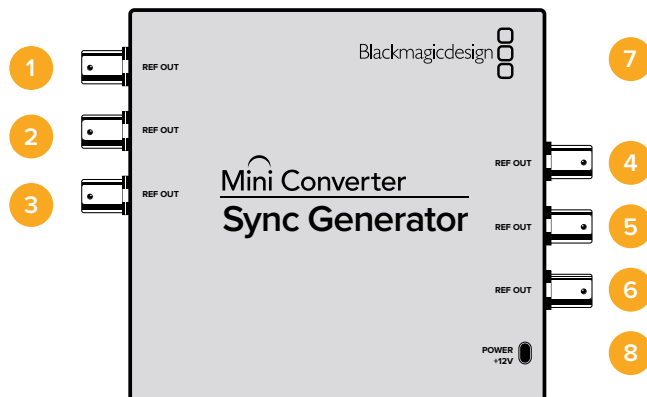 1
REF OUT
2
REF OUT
3
REF OUT
Blackmagicdesign
Mini Converter
Sync Generator
7
REF OUT
4
REF OUT
5
REF OUT
6
POWER
+12V
8